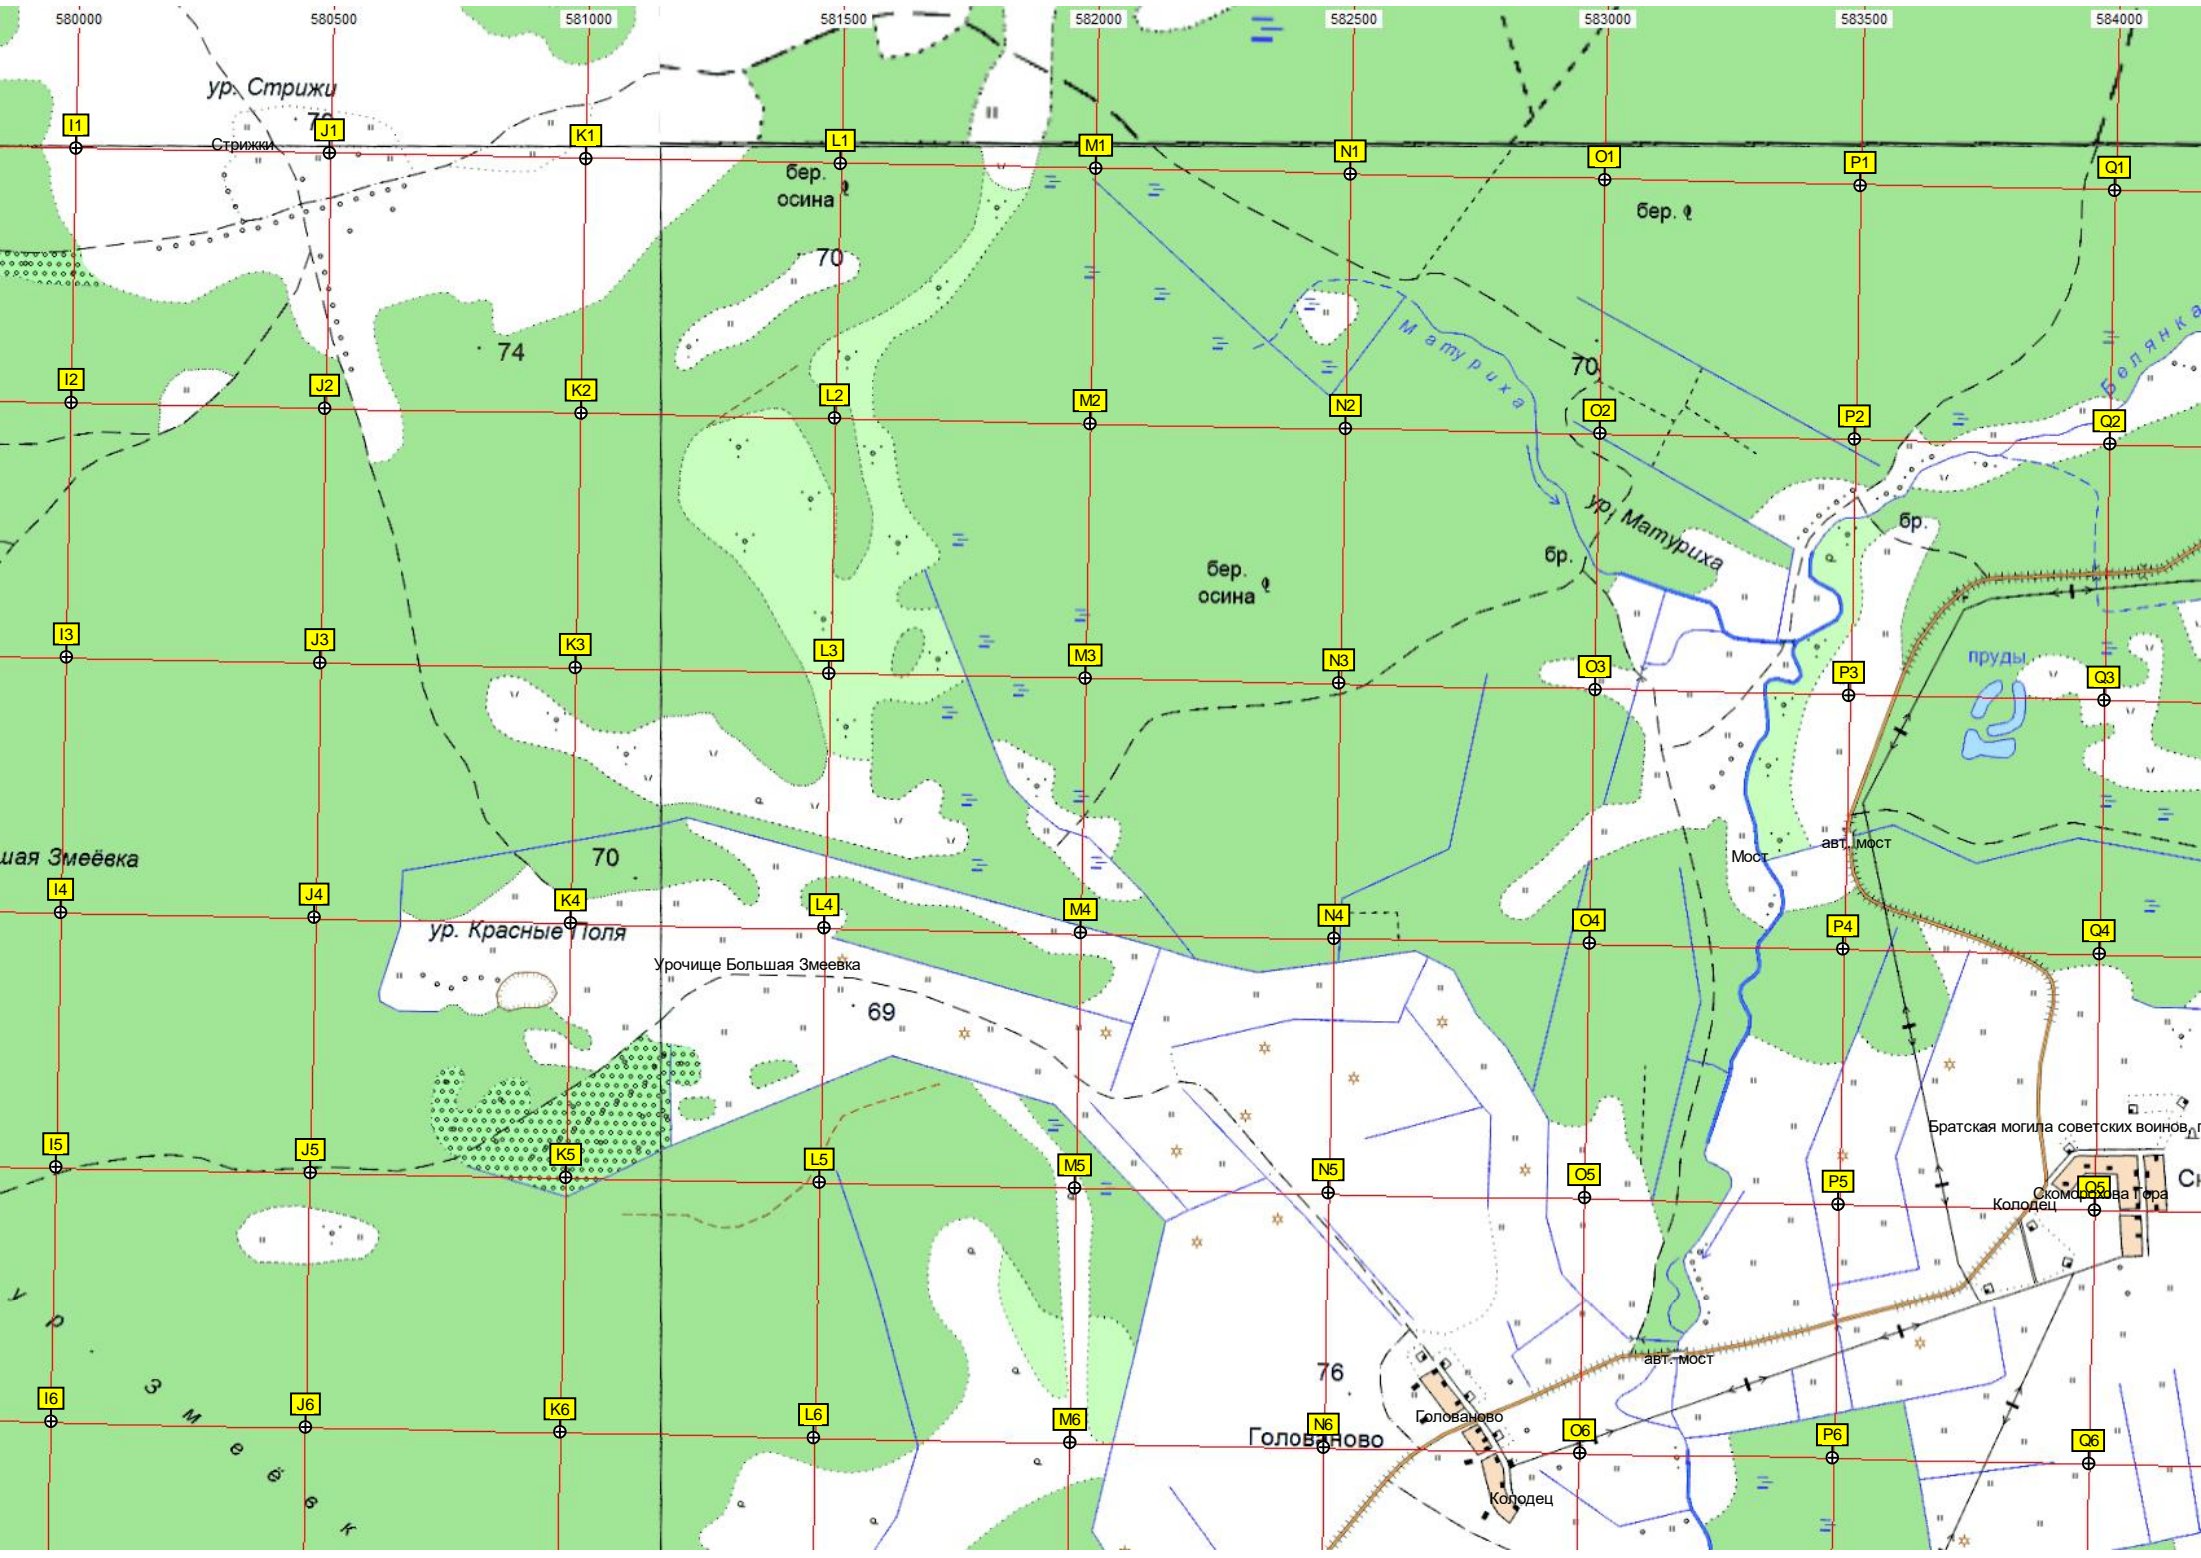 580000 580500 581000 581500 582000 582500 583000 583500 584000
ур. Стрижи
I1 J1 K1 L1 M1 N1 O1 P1 Q1
Стрижки
бер.
осина
бер.
70
74
70
Матуриха
Белянка
I2 J2 K2 L2 M2 N2 O2 P2 Q2
ур. Матуриха
бр.
бр.
бер.
осина
I3 J3 K3 L3 M3 N3 O3 P3 Q3
пруды
70
Мост
авт. мост
шая Змеёвка
I4 J4 K4 L4 M4 N4 O4 P4 Q4
ур. Красные Поля
Урочище Большая Змеевка
69
Братская могила советских воинов
I5 J5 K5 L5 M5 N5 O5 P5 Q5
Скоморохова Гора
Колодец
ур. Змеёвк
авт. мост
76
I6 J6 K6 L6 M6 N6 O6 P6 Q6
Голованово
Голованово
Колодец